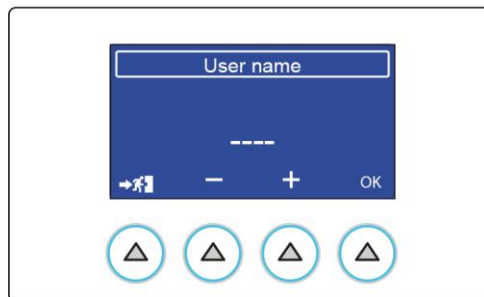 User name
----
− + OK